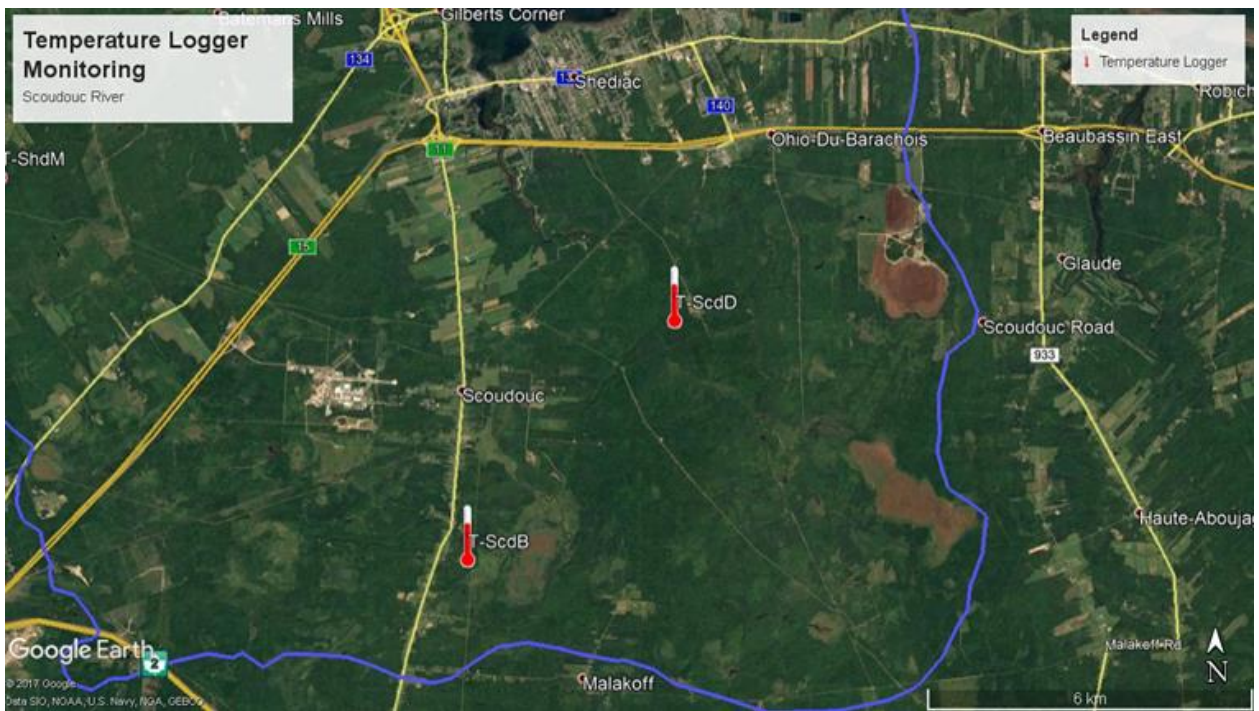 Temperature Logger
Monitoring
Scoudouc River
Legend
Temperature Logger
Batemans Mills
Gilberts Corner
134
Shediac
140
Robich
T-ShdM
11
Ohio-Du-Barachois
Beaubassin East
15
Glaude
T-ScdD
Scoudouc Road
933
Scoudouc
Haute-Aboujag
T-ScdB
Malakoff Rd
Google Earth
2
N
© 2017 Google
Malakoff
6 km
Data SIO, NOAA, U.S. Navy, NGA, GEBCO